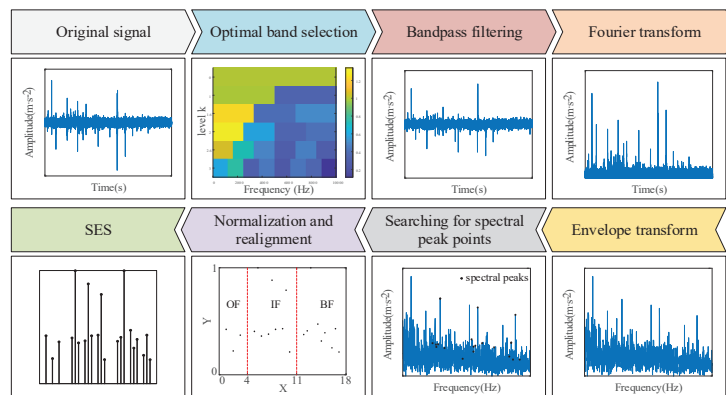 Original signal
Optimal band selection
Bandpass filtering
Fourier transform
Amplitude(m·s-2)
Time(s)
level k
Frequency (Hz)
Amplitude(m·s-2)
Time(s)
Amplitude(m·s-2)
Time(s)
SES
Normalization and
realignment
Searching for spectral
peak points
Envelope transform
1
Y
0
OF
IF
BF
0 4 11 18
X
spectral peaks
Amplitude(m·s-2)
Frequency(Hz)
Amplitude(m·s-2)
Frequency(Hz)